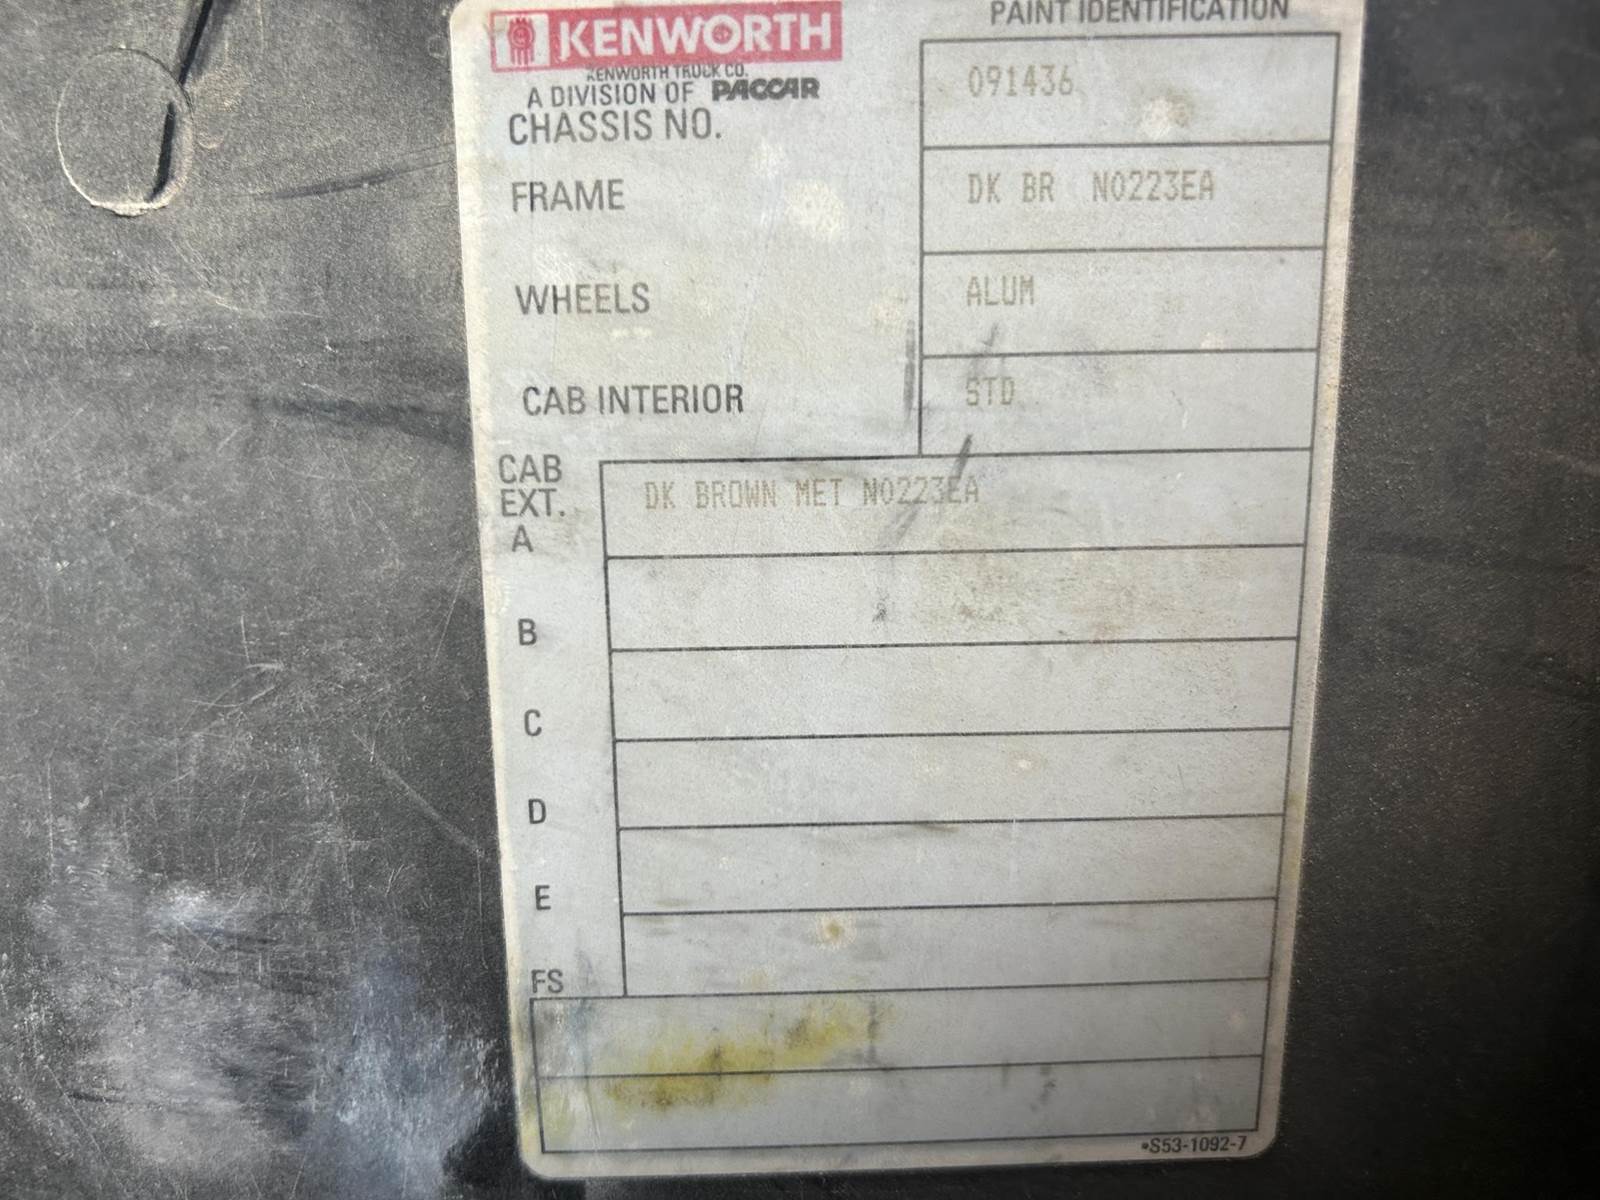 PAINT IDENTIFICATION
KENWORTH
KENWORTH TRUCK CO.
A DIVISION OF PACCAR
CHASSIS NO. 091436
FRAME DK BR N0223EA
WHEELS ALUM
CAB INTERIOR STD
CAB
EXT.
A DK BROWN MET N0223EA
B
C
D
E
FS
•S53-1092-7